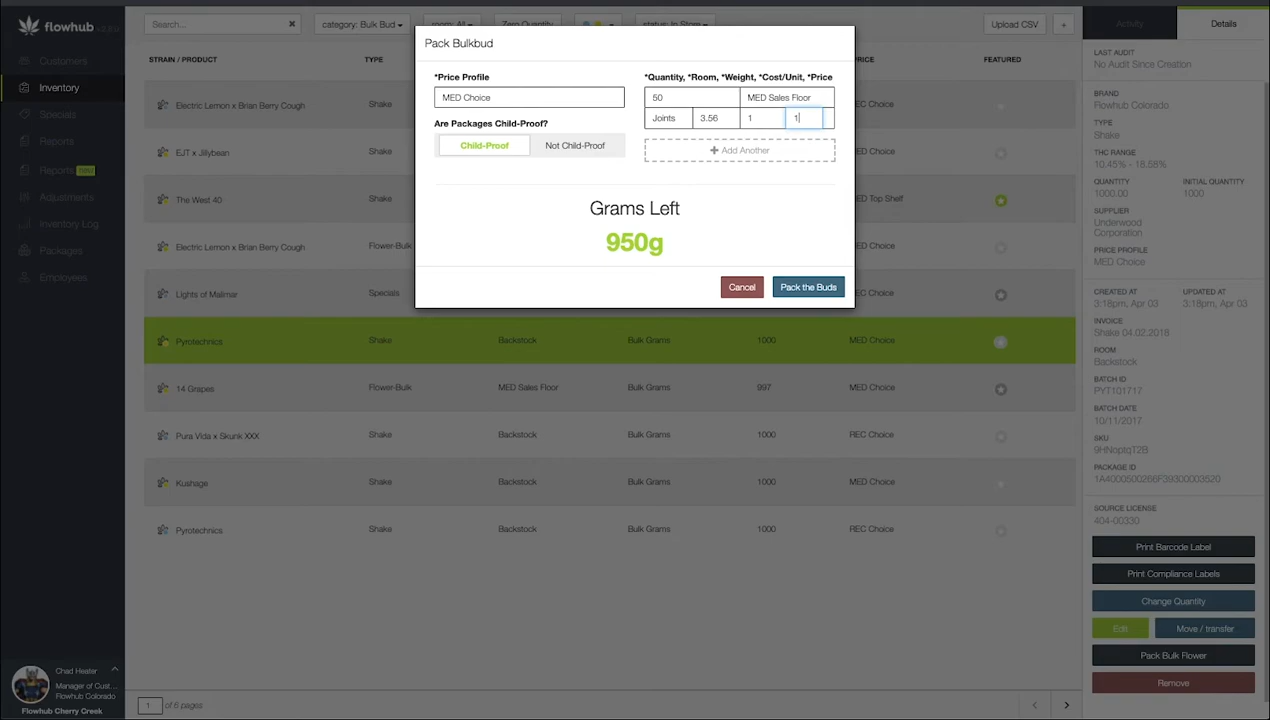 flowhub
Customers
Inventory
Specials
Reports
Reports
Adjustments
Inventory Log
Packages
Employees
Chad Heater
Manager of Cust...
Flowhub Colorado
Flowhub Cherry Creek
Search...
category: Bulk Bud
room: All
Zero Quantity
status: In Store
Upload CSV
+
STRAIN / PRODUCT
TYPE
FEATURED
Electric Lemon x Brian Berry Cough
Shake
EJT x Jillybean
Shake
The West 40
Shake
MED Top Shelf
Electric Lemon x Brian Berry Cough
Flower-Bulk
Lights of Malimar
Specials
Pyrotechnics
Shake
Backstock
Bulk Grams
1000
MED Choice
14 Grapes
Flower-Bulk
MED Sales Floor
Bulk Grams
997
MED Choice
Pura Vida x Skunk XXX
Shake
Backstock
Bulk Grams
1000
REC Choice
Kushage
Shake
Backstock
Bulk Grams
1000
MED Choice
Pyrotechnics
Shake
Backstock
Bulk Grams
1000
REC Choice
1 of 6 pages
Pack Bulkbud
*Price Profile
MED Choice
Are Packages Child-Proof?
Child-Proof
Not Child-Proof
*Quantity, *Room, *Weight, *Cost/Unit, *Price
50
MED Sales Floor
Joints
3.56
1
1
Add Another
Grams Left
950g
Cancel
Pack the Buds
Activity
Details
LAST AUDIT
No Audit Since Creation
BRAND
Flowhub Colorado
TYPE
Shake
THC RANGE
10.45% - 18.58%
QUANTITY
1000.00
INITIAL QUANTITY
1000
SUPPLIER
Underwood
Corporation
PRICE PROFILE
MED Choice
CREATED AT
3:18pm, Apr 03
UPDATED AT
3:18pm, Apr 03
INVOICE
Shake 04.02.2018
ROOM
Backstock
BATCH ID
PYT101717
BATCH DATE
10/11/2017
SKU
9HNoptqT2B
PACKAGE ID
1A4000500266F39300003520
SOURCE LICENSE
404-00330
Print Barcode Label
Print Compliance Labels
Change Quantity
Edit
Move / transfer
Pack Bulk Flower
Remove